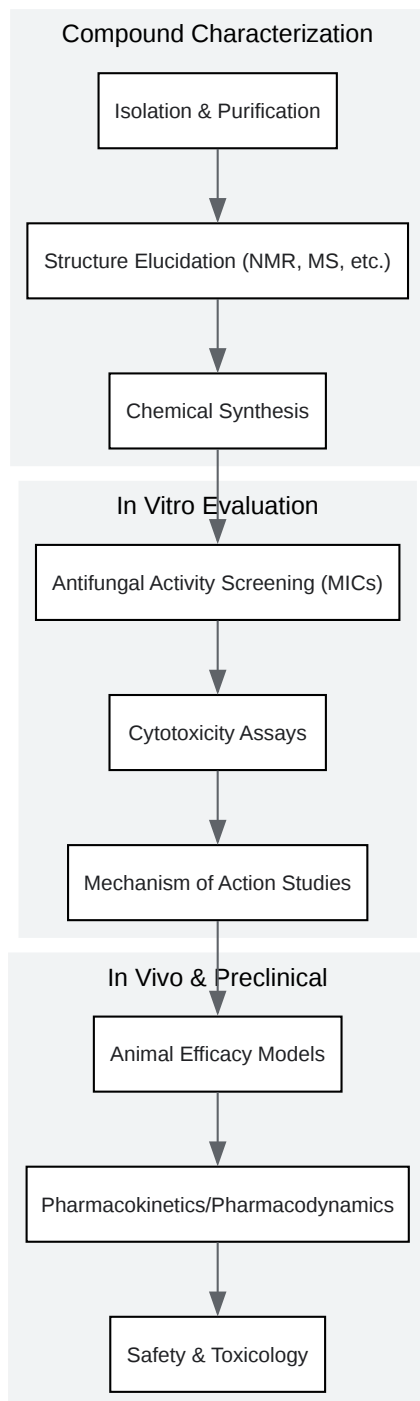 Compound Characterization
Isolation & Purification
Structure Elucidation (NMR, MS, etc.)
Chemical Synthesis
In Vitro Evaluation
Antifungal Activity Screening (MICs)
Cytotoxicity Assays
Mechanism of Action Studies
In Vivo & Preclinical
Animal Efficacy Models
Pharmacokinetics/Pharmacodynamics
Safety & Toxicology